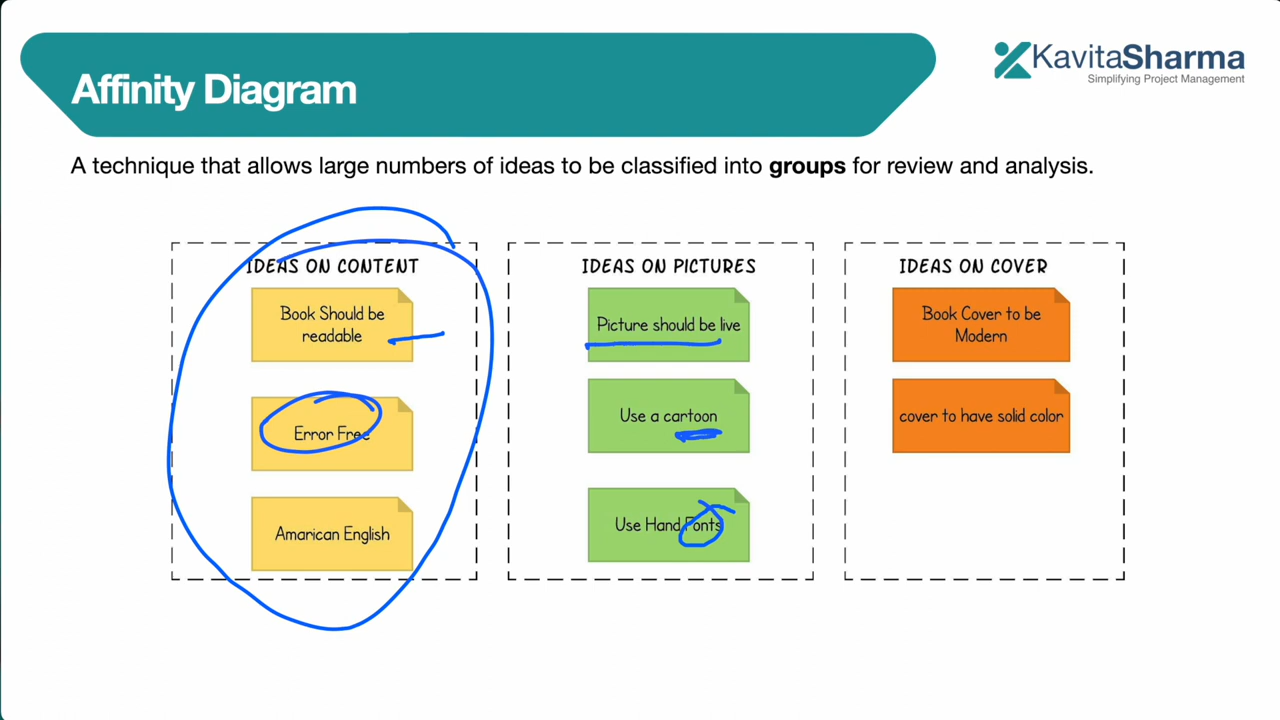 Affinity Diagram
KavitaSharma
Simplifying Project Management
A technique that allows large numbers of ideas to be classified into groups for review and analysis.
IDEAS ON CONTENT
Book Should be
readable
Error Free
Amarican English
IDEAS ON PICTURES
Picture should be live
Use a cartoon
Use Hand Fonts
IDEAS ON COVER
Book Cover to be
Modern
cover to have solid color